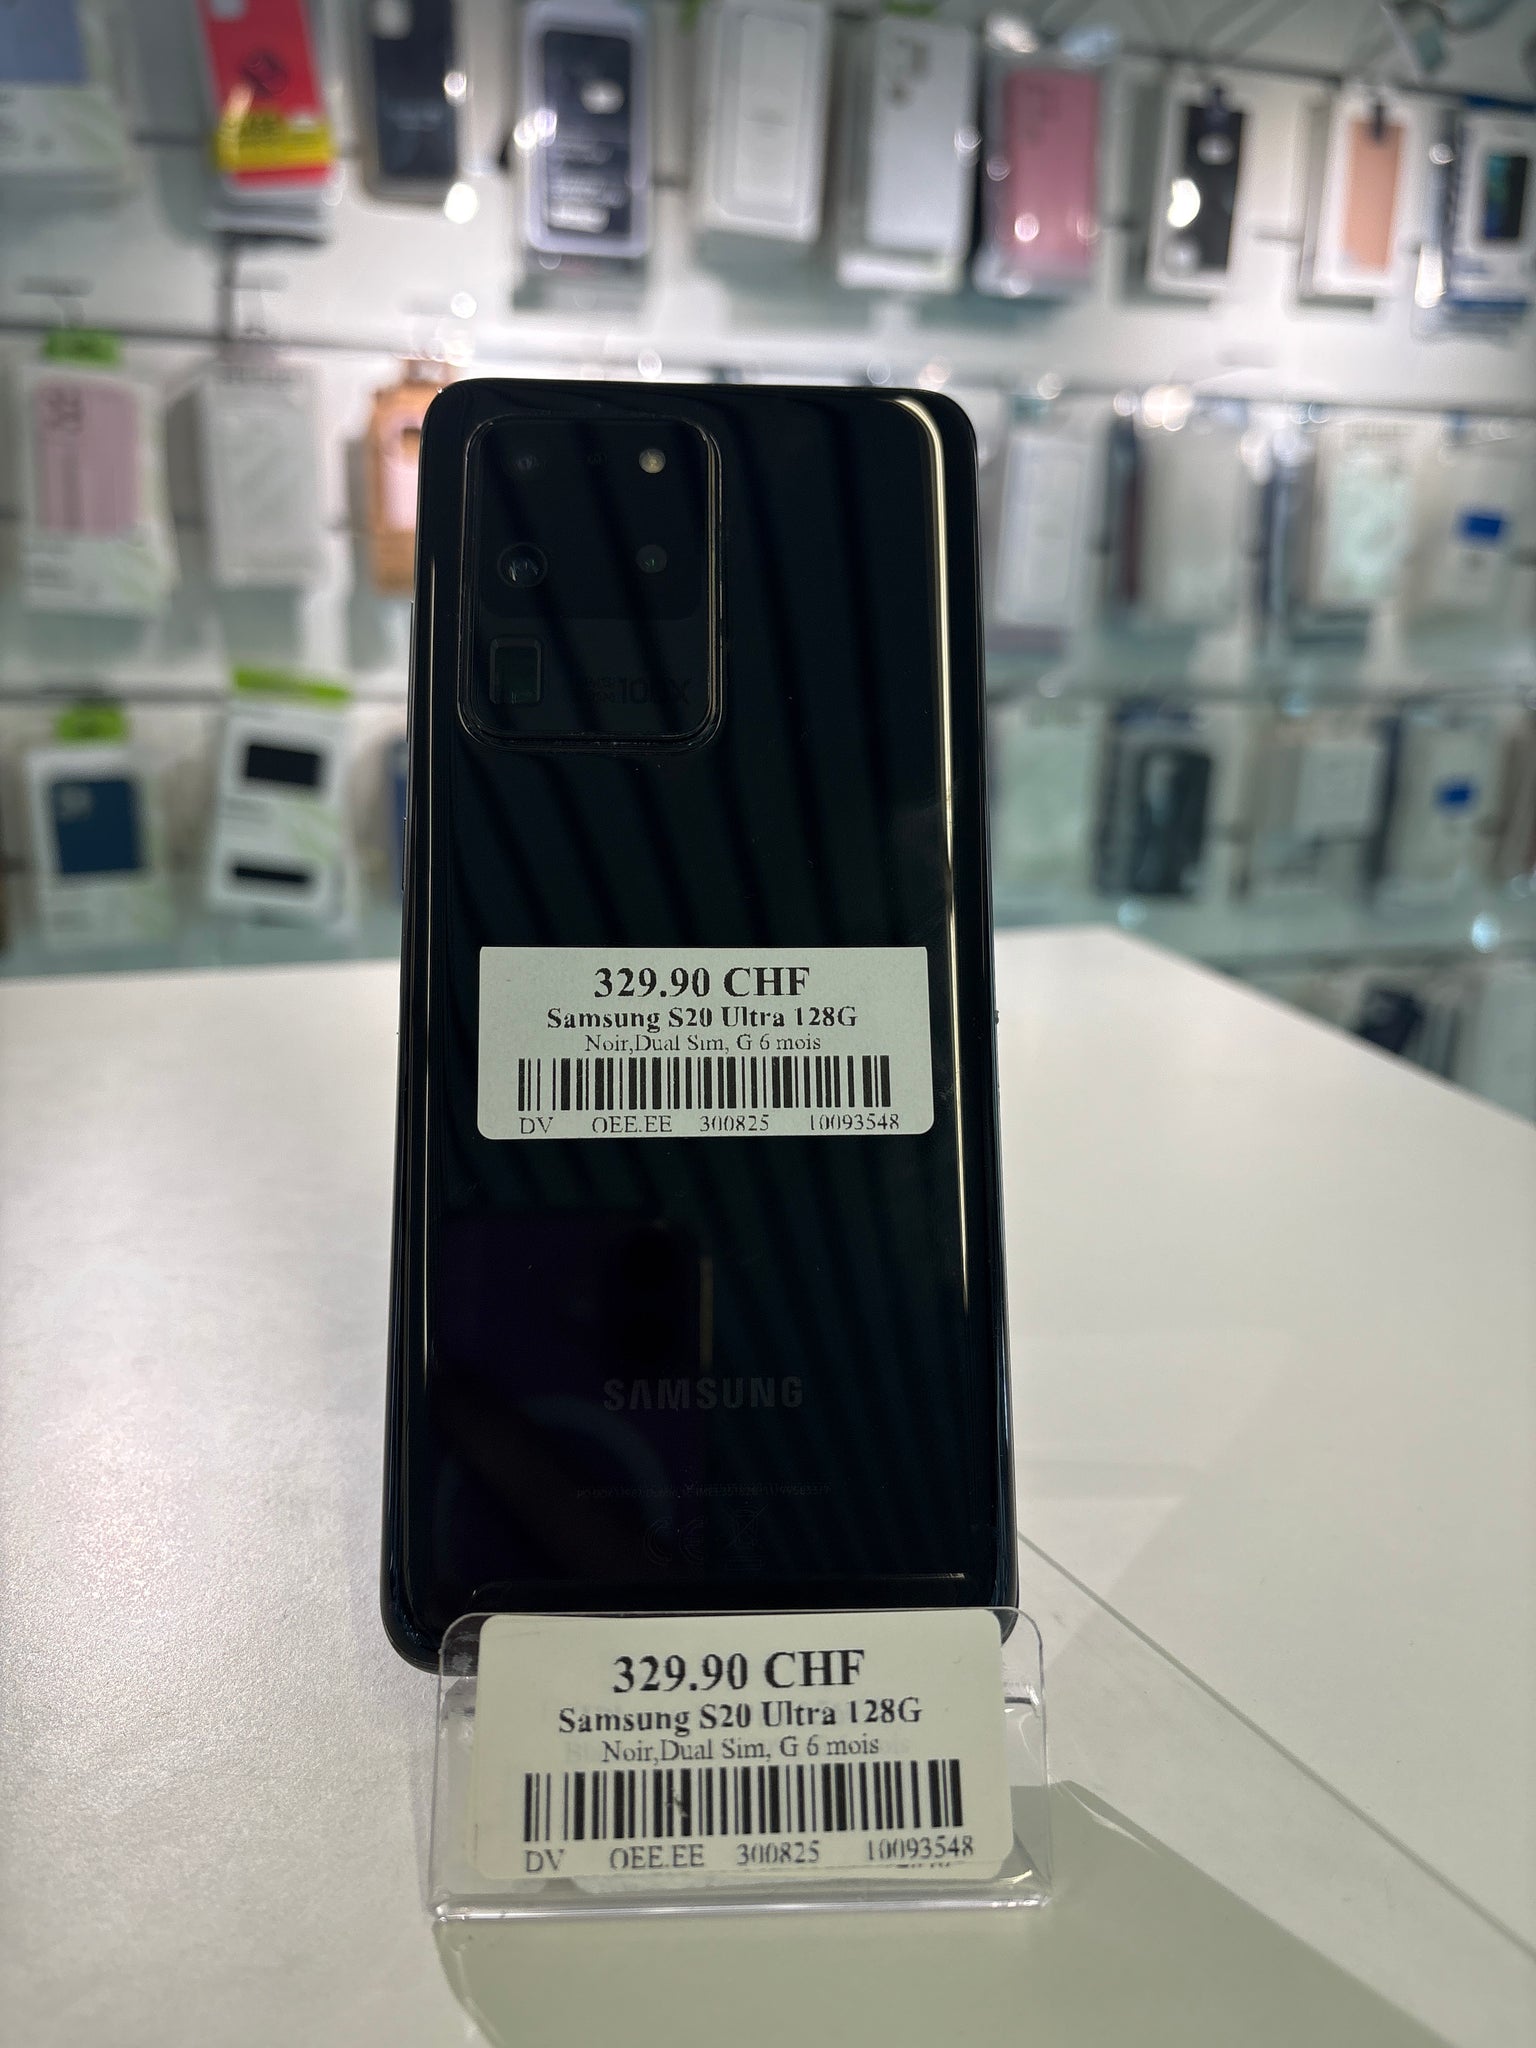 329.90 CHF
Samsung S20 Ultra 128G
Noir,Dual Sim, G 6 mois
DV OEE.EE 300825 10093548
SAMSUNG
CE
329.90 CHF
Samsung S20 Ultra 128G
Noir,Dual Sim, G 6 mois
DV OEE.EE 300825 10093548